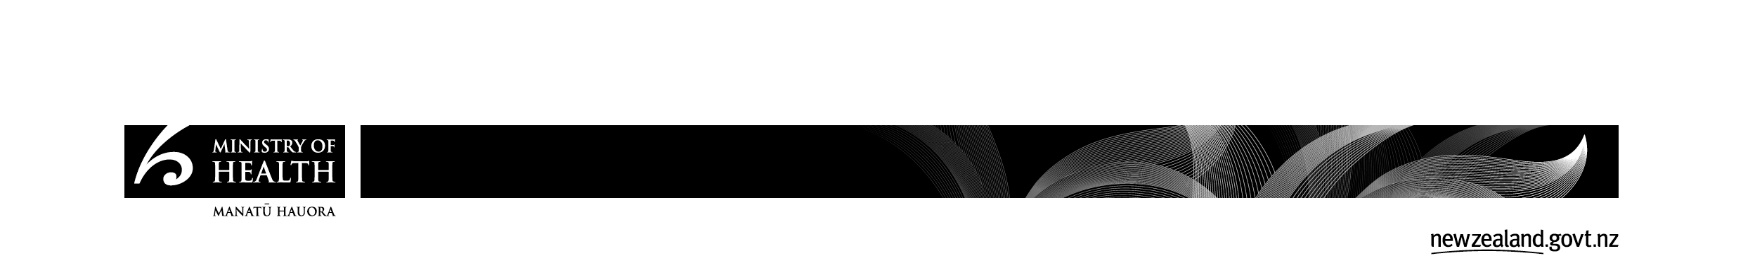 MINISTRY OF
HEALTH
MANATŪ HAUORA
newzealand.govt.nz